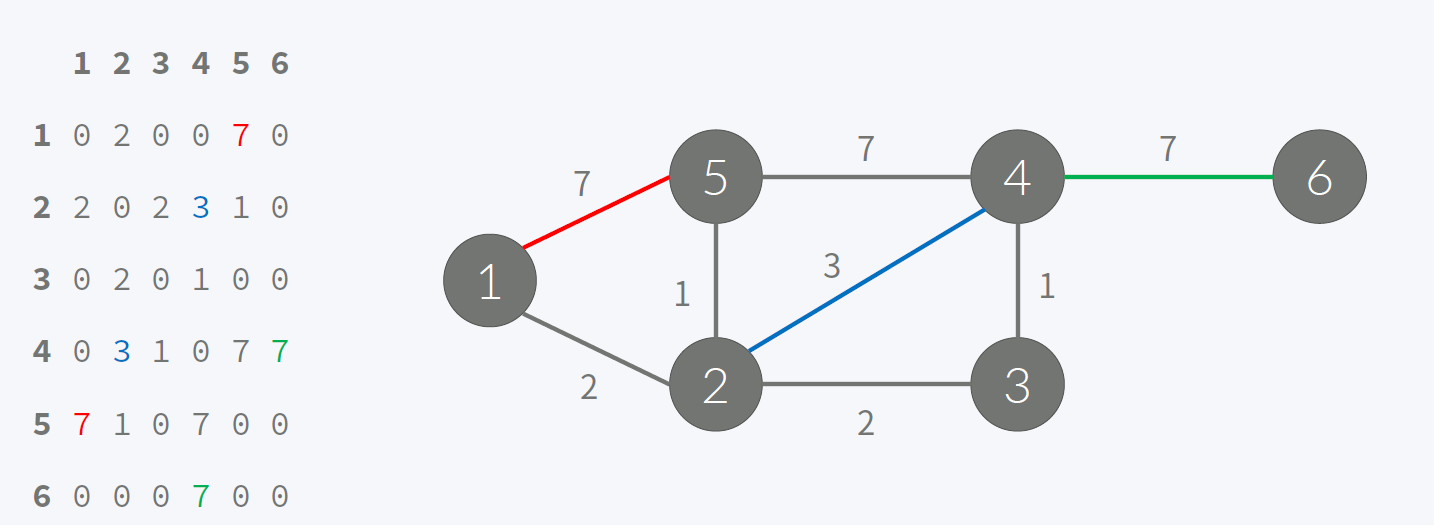 1 2 3 4 5 6
1 0 2 0 0 7 0
2 2 0 2 3 1 0
3 0 2 0 1 0 0
4 0 3 1 0 7 7
5 7 1 0 7 0 0
6 0 0 0 7 0 0
7 7
5 4 6
7
3
1
1 1
2
2 3
2